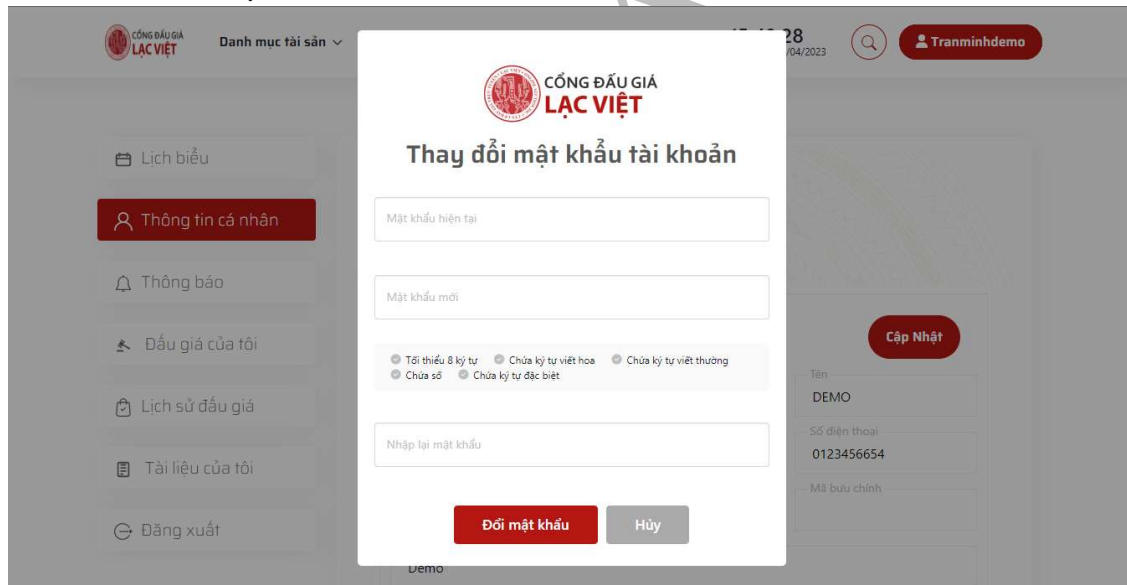 CỔNG ĐẤU GIÁ
LẠC VIỆT
Danh mục tài sản
28
/04/2023
Tranminhdemo
CỔNG ĐẤU GIÁ
LẠC VIỆT
Thay đổi mật khẩu tài khoản
Lịch biểu
Thông tin cá nhân
Thông báo
Đấu giá của tôi
Lịch sử đấu giá
Tài liệu của tôi
Đăng xuất
Mật khẩu hiện tại
Mật khẩu mới
Tối thiểu 8 ký tự Chứa ký tự viết hoa Chứa ký tự viết thường
Chứa số Chứa ký tự đặc biệt
Nhập lại mật khẩu
Đổi mật khẩu Hủy
Cập Nhật
Tên
DEMO
Số điện thoại
0123456654
Mã bưu chính
Demo